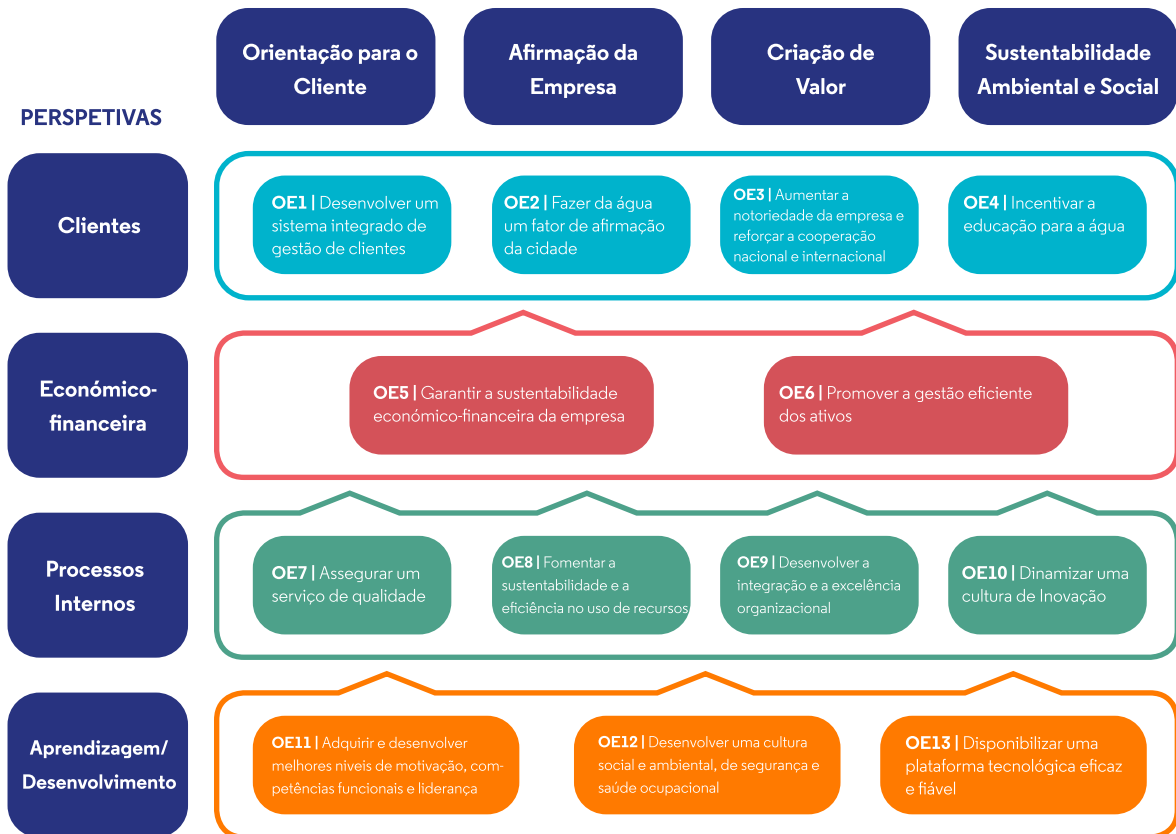 Orientação para o
Cliente
Afirmação da
Empresa
Criação de
Valor
Sustentabilidade
Ambiental e Social
PERSPETIVAS
Clientes
OE1 | Desenvolver um
sistema integrado de
gestão de clientes
OE2 | Fazer da água
um fator de afirmação
da cidade
OE3 | Aumentar a
notoriedade da empresa e
reforçar a cooperação
nacional e internacional
OE4 | Incentivar a
educação para a água
Económico-
financeira
OE5 | Garantir a sustentabilidade
económico-financeira da empresa
OE6 | Promover a gestão eficiente
dos ativos
Processos
Internos
OE7 | Assegurar um
serviço de qualidade
OE8 | Fomentar a
sustentabilidade e a
eficiência no uso de recursos
OE9 | Desenvolver a
integração e a excelência
organizacional
OE10 | Dinamizar uma
cultura de Inovação
Aprendizagem/
Desenvolvimento
OE11 | Adquirir e desenvolver
melhores niveis de motivação, com-
petências funcionais e liderança
OE12 | Desenvolver uma cultura
social e ambiental, de segurança e
saúde ocupacional
OE13 | Disponibilizar uma
plataforma tecnológica eficaz
e fiável